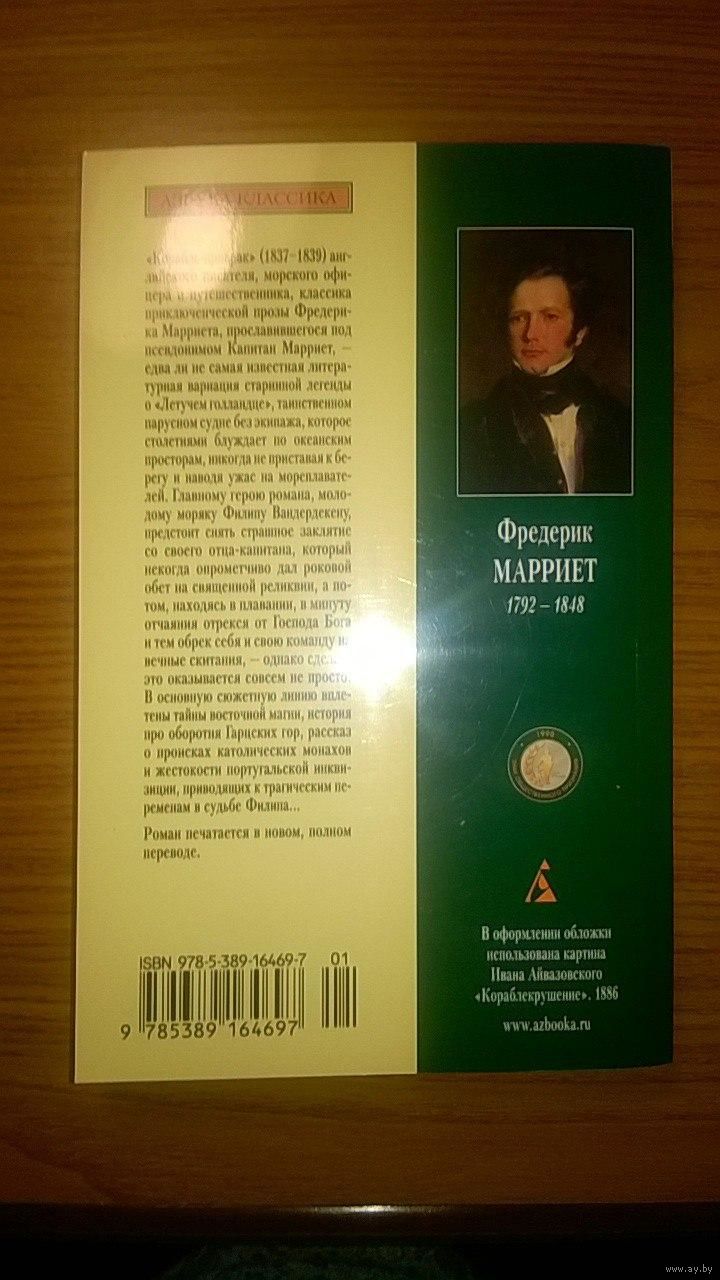 АЗБУКА-КЛАССИКА
«Корабль-призрак» (1837–1839) анг-
лийского писателя, морского офи-
цера и путешественника, классика
приключенческой прозы Фредери-
ка Марриета, прославившегося под
псевдонимом Капитан Марриет, —
едва ли не самая известная литера-
турная вариация старинной легенды
о «Летучем голландце», таинственном
парусном судне без экипажа, которое
столетиями блуждает по океанским
просторам, никогда не приставая к бе-
регу и наводя ужас на мореплавате-
лей. Главному герою романа, моло-
дому моряку Филипу Вандердекену,
предстоит снять страшное заклятие
со своего отца-капитана, который
некогда опрометчиво дал роковой
обет на священной реликвии, а по-
том, находясь в плавании, в минуту
отчаяния отрекся от Господа Бога
и тем обрек себя и свою команду на
вечные скитания, — однако
это оказывается совсем не просто.
В основную сюжетную линию впле-
тены тайны восточной магии, история
про оборотня Гарцских гор, рассказ
о происках католических монахов
и жестокости португальской инкви-
зиции, приводящих к трагическим пе-
ременам в судьбе Филипа...
Роман печатается в новом, полном
переводе.
ISBN 978-5-389-16469-7 01
9 785389 164697
Фредерик
МАРРИЕТ
1792 – 1848
1998
В оформлении обложки
использована картина
Ивана Айвазовского
«Кораблекрушение». 1886
www.azbooka.ru
www.ay.by